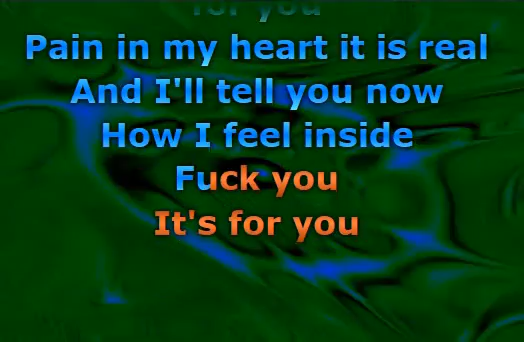 for you
Pain in my heart it is real
And I'll tell you now
How I feel inside
Fuck you
It's for you